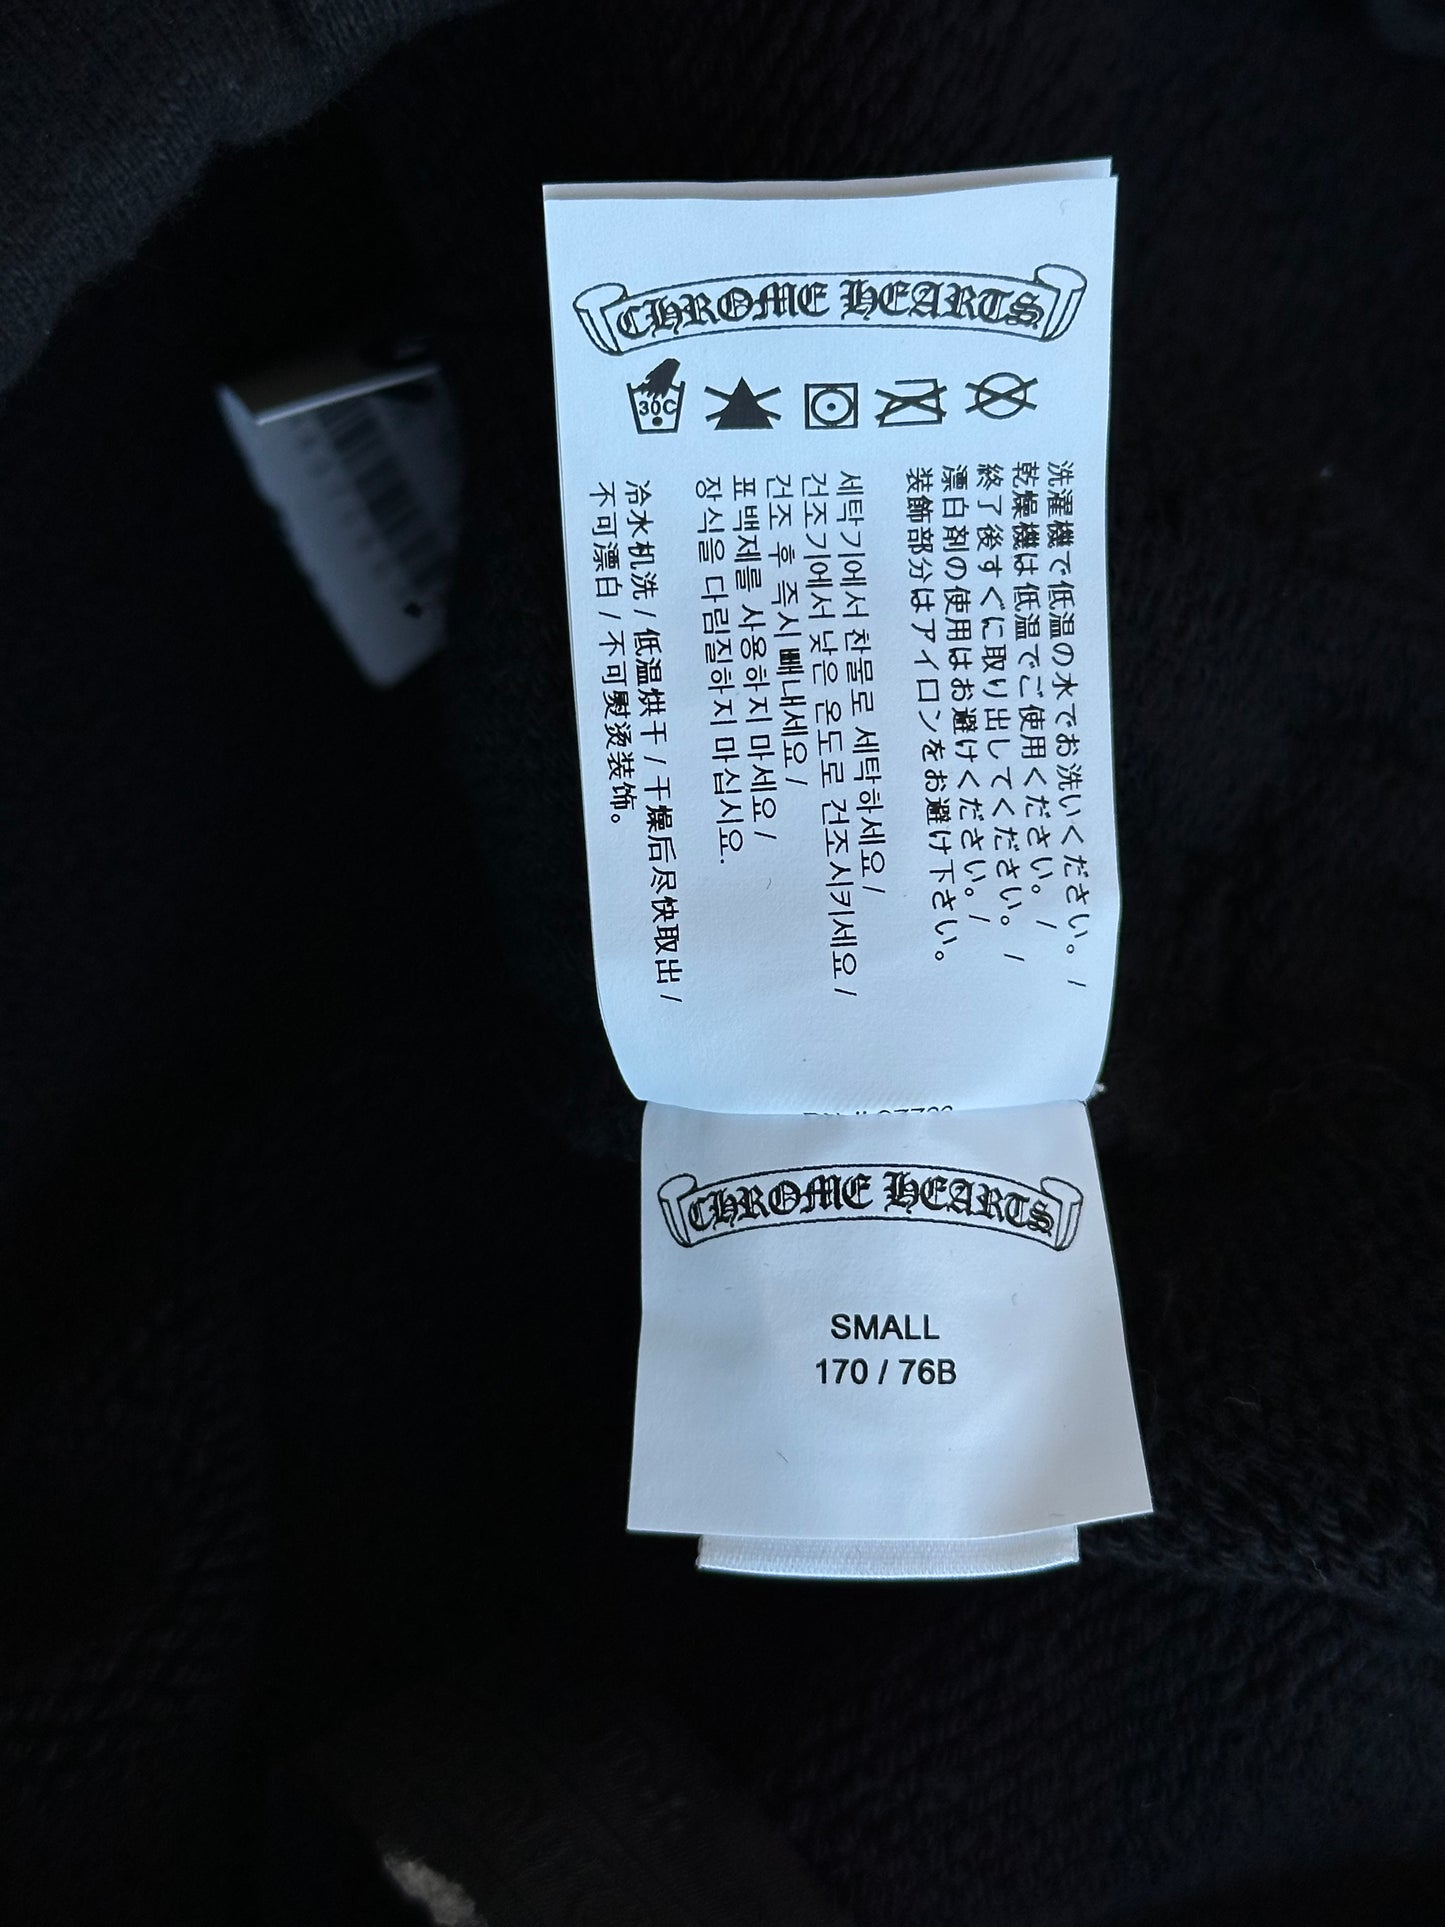 CHROME HEARTS
30C
洗濯機で低温の水でお洗いください。 /
乾燥機は低温でご使用ください。 /
終了後すぐに取り出してください。 /
漂白剤の使用はお避けください。 /
装飾部分はアイロンをお避け下さい。
세탁기에서 찬물로 세탁하세요 /
건조기에서 낮은 온도로 건조시키세요 /
건조 후 즉시 빼내세요 /
표백제를 사용하지 마세요 /
장식을 다림질하지 마십시요.
冷水机洗 / 低温烘干 / 干燥后尽快取出 /
不可漂白 / 不可熨烫装饰。
CHROME HEARTS
SMALL
170 / 76B